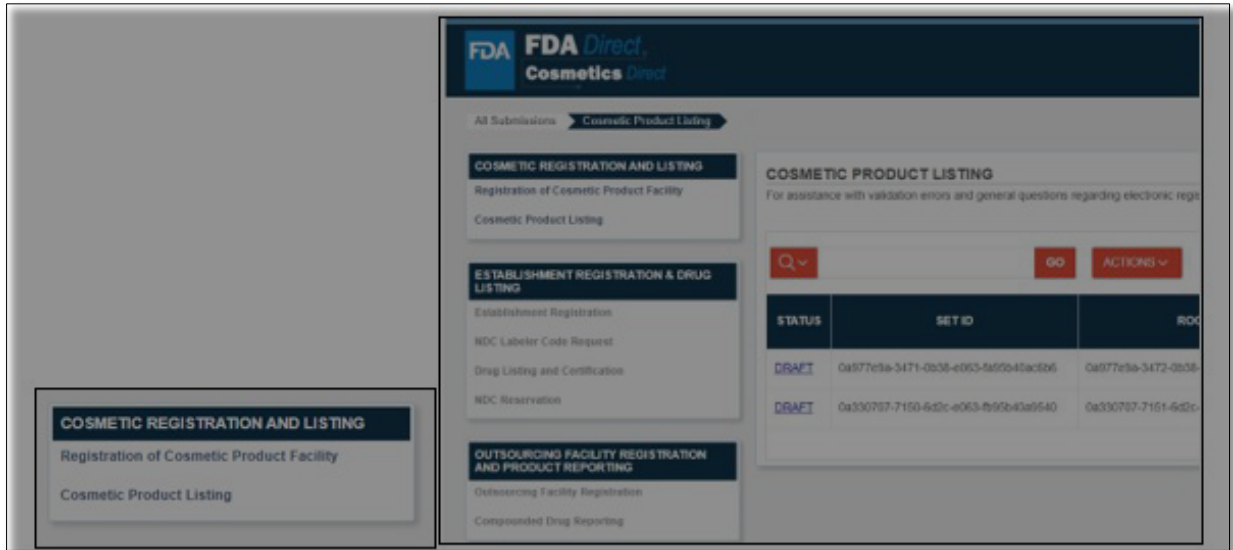 FDA
FDA Direct,
Cosmetics Direct
All Submissions
Cosmetic Product Listing
COSMETIC REGISTRATION AND LISTING
Registration of Cosmetic Product Facility
Cosmetic Product Listing
ESTABLISHMENT REGISTRATION & DRUG
LISTING
Establishment Registration
NDC Labeler Code Request
Drug Listing and Certification
NDC Reservation
OUTSOURCING FACILITY REGISTRATION
AND PRODUCT REPORTING
Outsourcing Facility Registration
Compounded Drug Reporting
COSMETIC PRODUCT LISTING
For assistance with validation errors and general questions regarding electronic
GO
ACTIONS
STATUS
SET ID
DRAFT
DRAFT
COSMETIC REGISTRATION AND LISTING
Registration of Cosmetic Product Facility
Cosmetic Product Listing